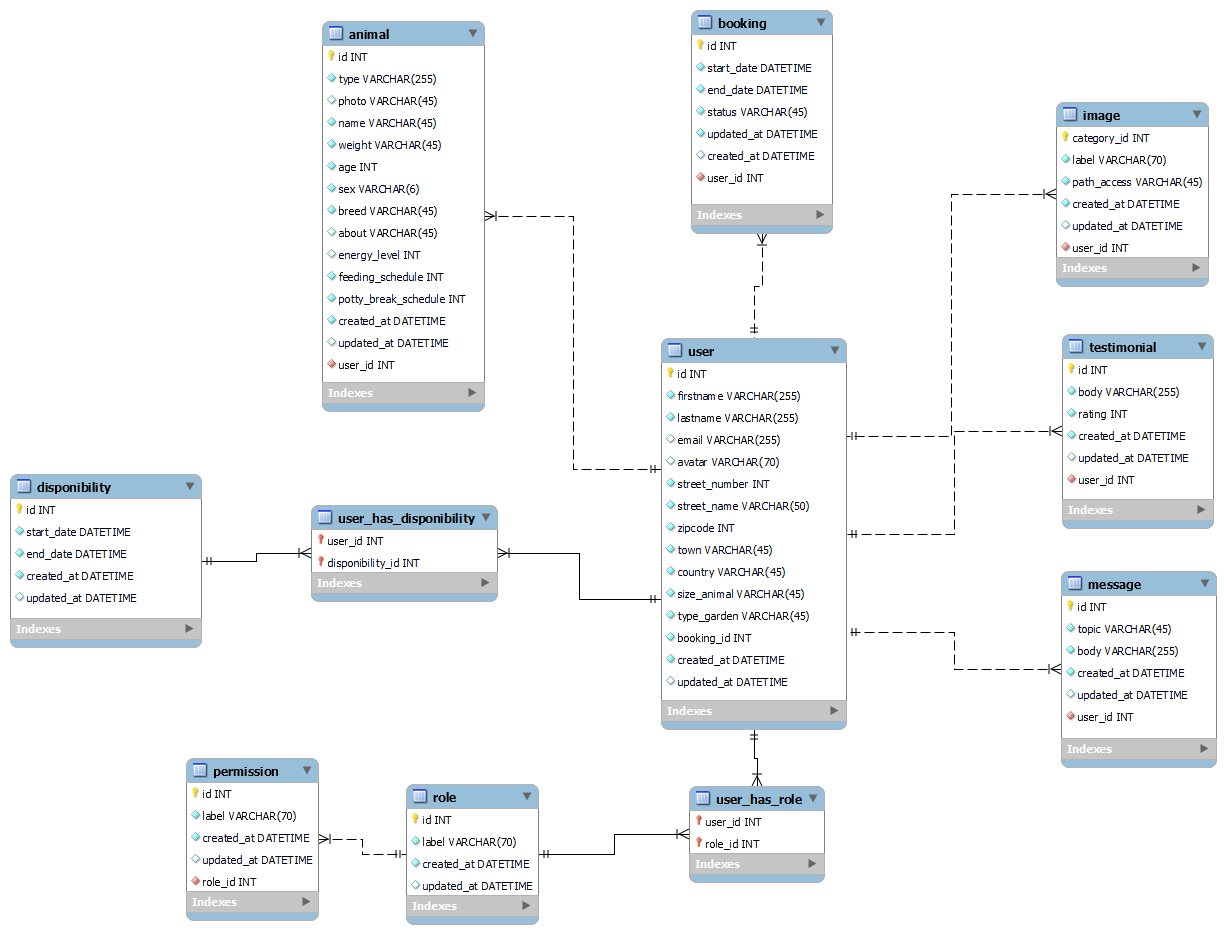 animal
id INT
type VARCHAR(255)
photo VARCHAR(45)
name VARCHAR(45)
weight VARCHAR(45)
age INT
sex VARCHAR(6)
breed VARCHAR(45)
about VARCHAR(45)
energy_level INT
feeding_schedule INT
potty_break_schedule INT
created_at DATETIME
updated_at DATETIME
user_id INT
Indexes
booking
id INT
start_date DATETIME
end_date DATETIME
status VARCHAR(45)
updated_at DATETIME
created_at DATETIME
user_id INT
Indexes
image
category_id INT
label VARCHAR(70)
path_access VARCHAR(45)
created_at DATETIME
updated_at DATETIME
user_id INT
Indexes
user
id INT
firstname VARCHAR(255)
lastname VARCHAR(255)
email VARCHAR(255)
avatar VARCHAR(70)
street_number INT
street_name VARCHAR(50)
zipcode INT
town VARCHAR(45)
country VARCHAR(45)
size_animal VARCHAR(45)
type_garden VARCHAR(45)
booking_id INT
created_at DATETIME
updated_at DATETIME
Indexes
testimonial
id INT
body VARCHAR(255)
rating INT
created_at DATETIME
updated_at DATETIME
user_id INT
Indexes
disponibility
id INT
start_date DATETIME
end_date DATETIME
created_at DATETIME
updated_at DATETIME
Indexes
user_has_disponibility
user_id INT
disponibility_id INT
Indexes
message
id INT
topic VARCHAR(45)
body VARCHAR(255)
created_at DATETIME
updated_at DATETIME
user_id INT
Indexes
permission
id INT
label VARCHAR(70)
created_at DATETIME
updated_at DATETIME
role_id INT
Indexes
role
id INT
label VARCHAR(70)
created_at DATETIME
updated_at DATETIME
Indexes
user_has_role
user_id INT
role_id INT
Indexes